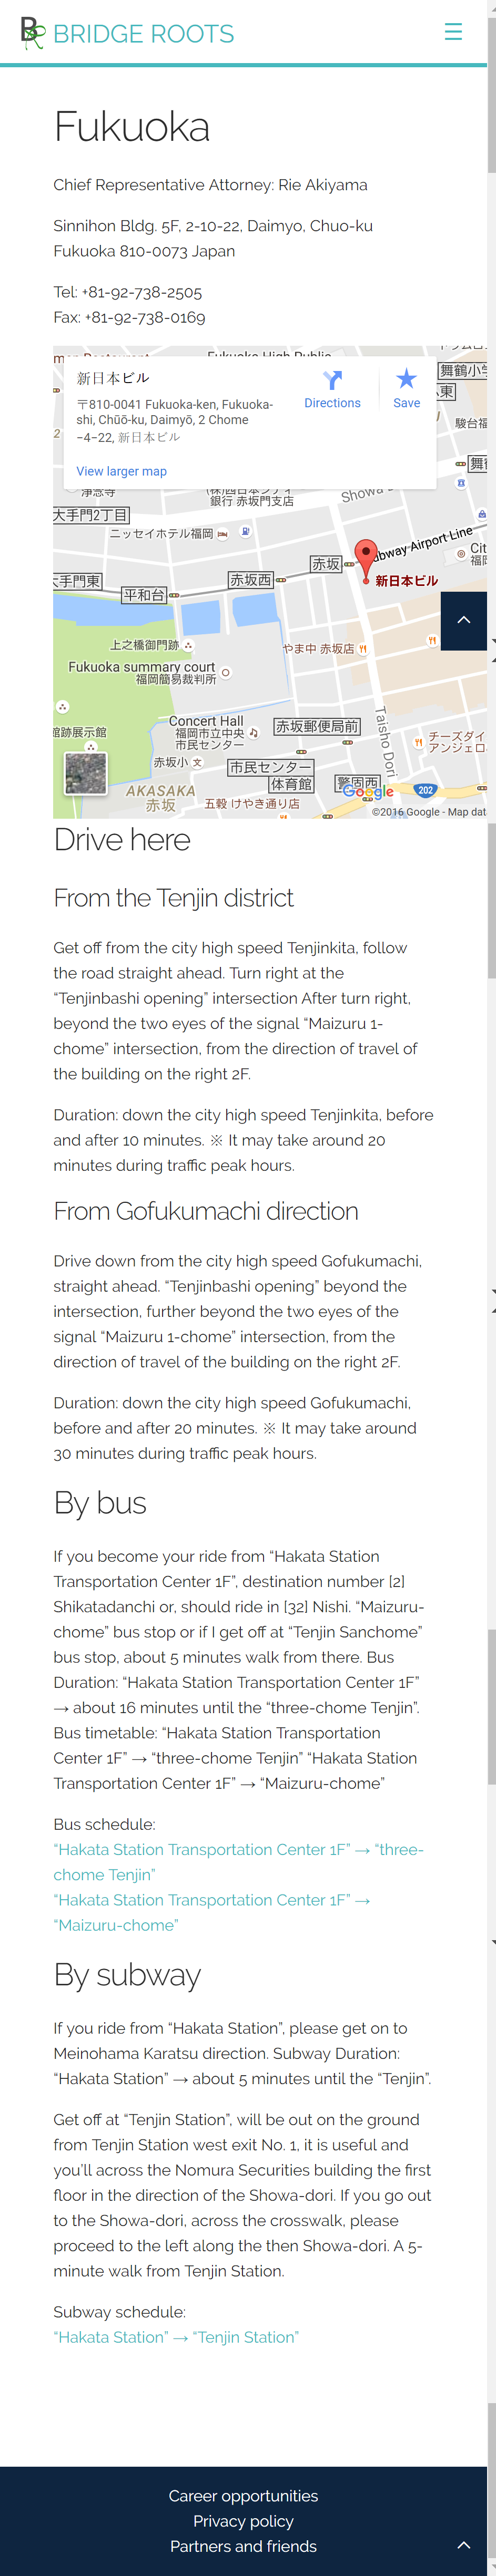 BR BRIDGE ROOTS
Fukuoka
Chief Representative Attorney: Rie Akiyama
Sinnihon Bldg. 5F, 2-10-22, Daimyo, Chuo-ku
Fukuoka 810-0073 Japan
Tel: +81-92-738-2505
Fax: +81-92-738-0169
Fukuoka High Public
新日本ビル
〒810-0041 Fukuoka-ken, Fukuoka-
shi, Chūō-ku, Daimyō, 2 Chome
−4−22, 新日本ビル
View larger map
Directions
Save
舞鶴小学
東
駿台福
舞鶴
2
浄念寺
銀行 赤坂門支店
Showa D
大手門2丁目
ニッセイホテル福岡
ubway Airport Line
赤坂
新日本ビル
大手門東
平和台
赤坂西
上之橋御門跡
やまや 赤坂店
Fukuoka summary court
福岡簡易裁判所
Concert Hall
福岡市立中央
市民センター
赤坂郵便局前
Taisho Dori
チーズダイ
アンジェロ
赤坂小
市民センター
体育館
警固西
202
AKASAKA
赤坂
五穀 けやき通り店
Google
©2016 Google - Map dat
Drive here
From the Tenjin district
Get off from the city high speed Tenjinkita, follow
the road straight ahead. Turn right at the
“Tenjinbashi opening” intersection After turn right,
beyond the two eyes of the signal “Maizuru 1-
chome” intersection, from the direction of travel of
the building on the right 2F.
Duration: down the city high speed Tenjinkita, before
and after 10 minutes. ※ It may take around 20
minutes during traffic peak hours.
From Gofukumachi direction
Drive down from the city high speed Gofukumachi,
straight ahead. “Tenjinbashi opening” beyond the
intersection, further beyond the two eyes of the
signal “Maizuru 1-chome” intersection, from the
direction of travel of the building on the right 2F.
Duration: down the city high speed Gofukumachi,
before and after 20 minutes. ※ It may take around
30 minutes during traffic peak hours.
By bus
If you become your ride from “Hakata Station
Transportation Center 1F”, destination number [2]
Shikatadanchi or, should ride in [32] Nishi. “Maizuru-
chome” bus stop or if I get off at “Tenjin Sanchome”
bus stop, about 5 minutes walk from there. Bus
Duration: “Hakata Station Transportation Center 1F”
→ about 16 minutes until the “three-chome Tenjin”.
Bus timetable: “Hakata Station Transportation
Center 1F” → “three-chome Tenjin” “Hakata Station
Transportation Center 1F” → “Maizuru-chome”
Bus schedule:
“Hakata Station Transportation Center 1F” → “three-
chome Tenjin”
“Hakata Station Transportation Center 1F” →
“Maizuru-chome”
By subway
If you ride from “Hakata Station”, please get on to
Meinohama Karatsu direction. Subway Duration:
“Hakata Station” → about 5 minutes until the “Tenjin”.
Get off at “Tenjin Station”, will be out on the ground
from Tenjin Station west exit No. 1, it is useful and
you’ll across the Nomura Securities building the first
floor in the direction of the Showa-dori. If you go out
to the Showa-dori, across the crosswalk, please
proceed to the left along the then Showa-dori. A 5-
minute walk from Tenjin Station.
Subway schedule:
“Hakata Station” → “Tenjin Station”
Career opportunities
Privacy policy
Partners and friends